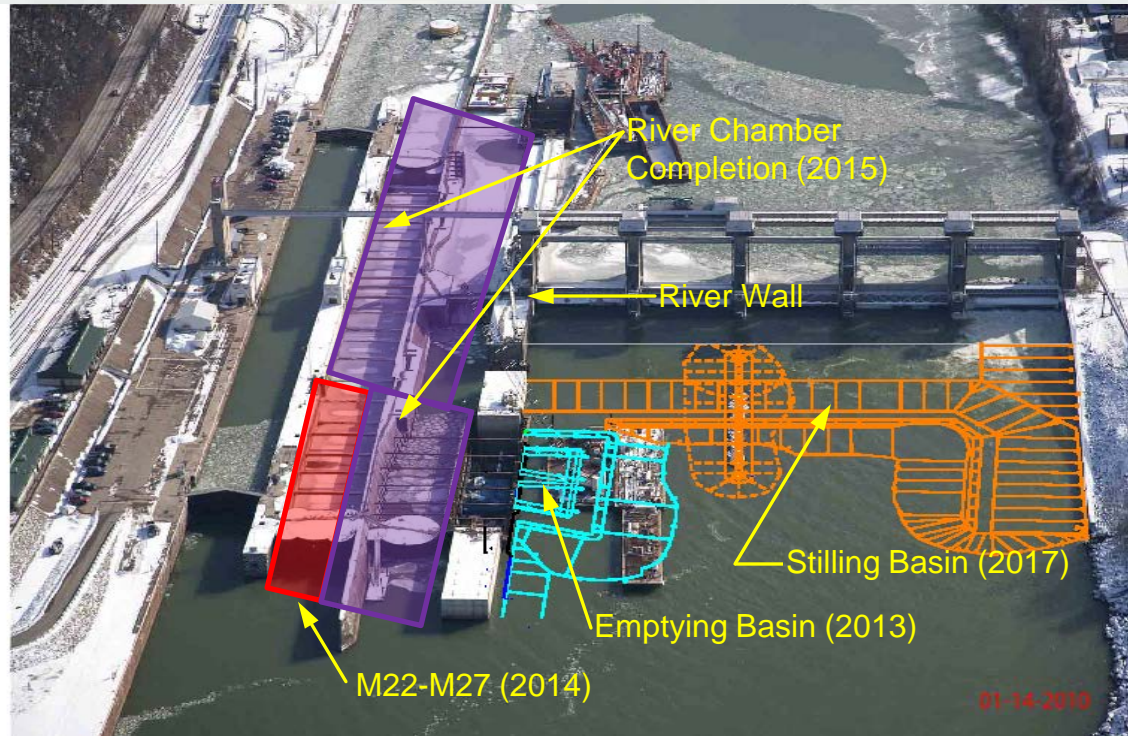 River Chamber
Completion (2015)
River Wall
Stilling Basin (2017)
Emptying Basin (2013)
M22-M27 (2014)
01-14-2010